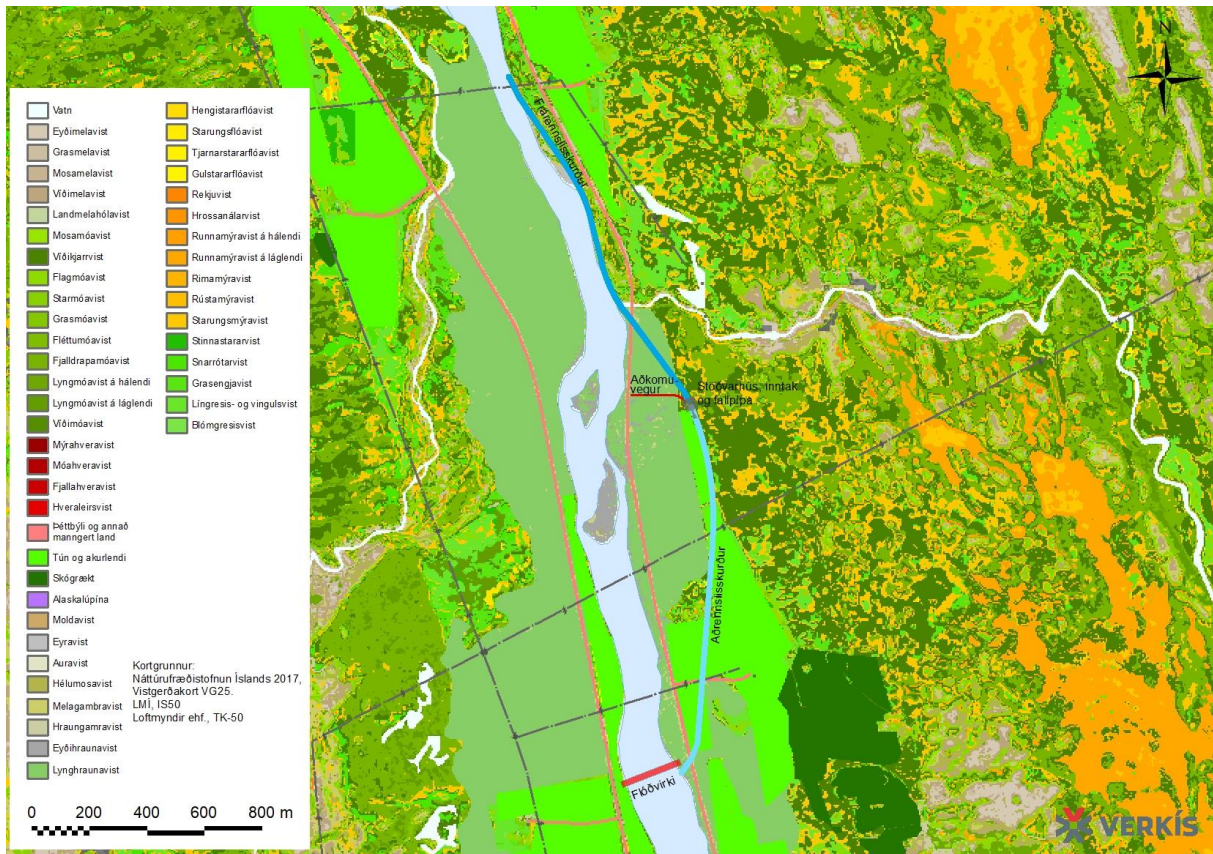 Vatn
Eyðimelavist
Grasmelavist
Mosamelavist
Víðimelavist
Landmelahólavist
Mosamóavist
Víðikjarrvist
Flagmóavist
Starmóavist
Grasmóavist
Fléttumóavist
Fjalldrapamóavist
Lyngmóavist á hálendi
Lyngmóavist á láglendi
Víðimóavist
Mýrahveravist
Móahveravist
Fjallahveravist
Hveraleirsvist
Þéttbýli og annað
manngert land
Tún og akurlendi
Skógrækt
Alaskalúpína
Moldavist
Eyravist
Auravist
Hélumosavist
Melagambravist
Hraungamravist
Eyðihraunavist
Lynghraunavist
Hengistararflóavist
Starungsflóavist
Tjarnarstararflóavist
Gulstararflóavist
Rekjuvist
Hrossanálarvist
Runnamýravist á hálendi
Runnamýravist á láglendi
Rimamýravist
Rústamýravist
Starungsmýravist
Stinnastararvist
Snarrótarvist
Grasengjavist
Língresis- og vingulsvist
Blómgresisvist
Kortgrunnur:
Náttúrufræðistofnun Íslands 2017,
Vistgerðakort VG25.
LMÍ, IS50
Loftmyndir ehf., TK-50
0 200 400 600 800 m
Frárennslisskurður
Aðkomu-
vegur
Stöðvarhús, inntak
og fallpípa
Aðrennslisskurður
Flóðvirki
N
VERKÍS